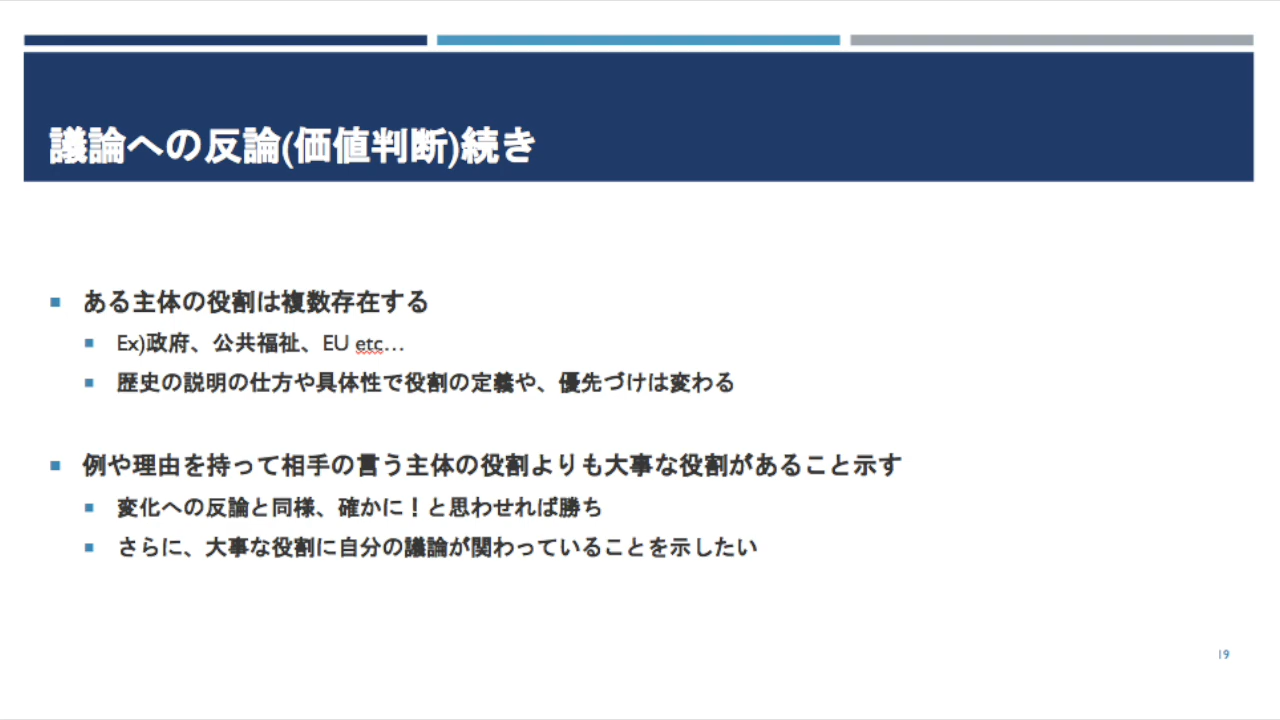 議論への反論(価値判断)続き
ある主体の役割は複数存在する
Ex)政府、公共福祉、EU etc…
歴史の説明の仕方や具体性で役割の定義や、優先づけは変わる
例や理由を持って相手の言う主体の役割よりも大事な役割があること示す
変化への反論と同様、確かに！と思わせれば勝ち
さらに、大事な役割に自分の議論が関わっていることを示したい
19